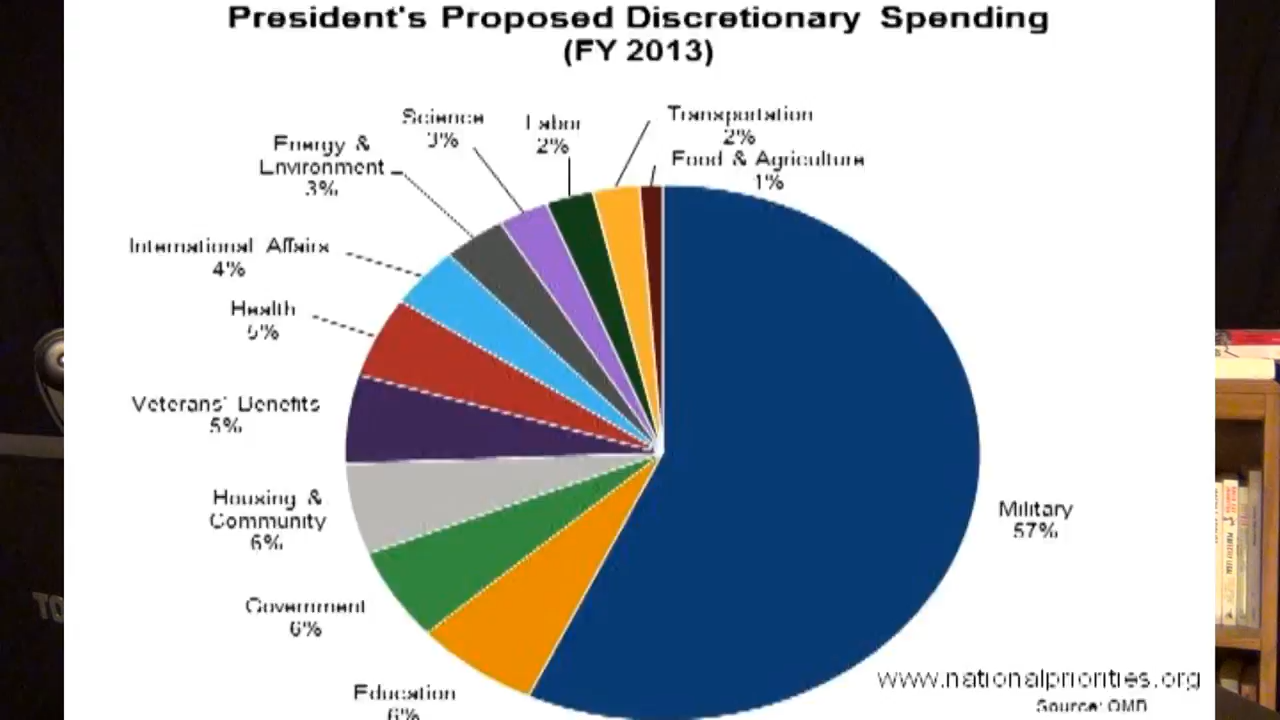 President's Proposed Discretionary Spending
(FY 2013)
Science
3%
Labor
2%
Transportation
2%
Food & Agriculture
1%
Energy &
Environment
3%
International Affairs
4%
Health
5%
Veterans' Benefits
5%
Housing &
Community
6%
Government
6%
Education
6%
Military
57%
www.nationalpriorities.org
Source: OMB
TO